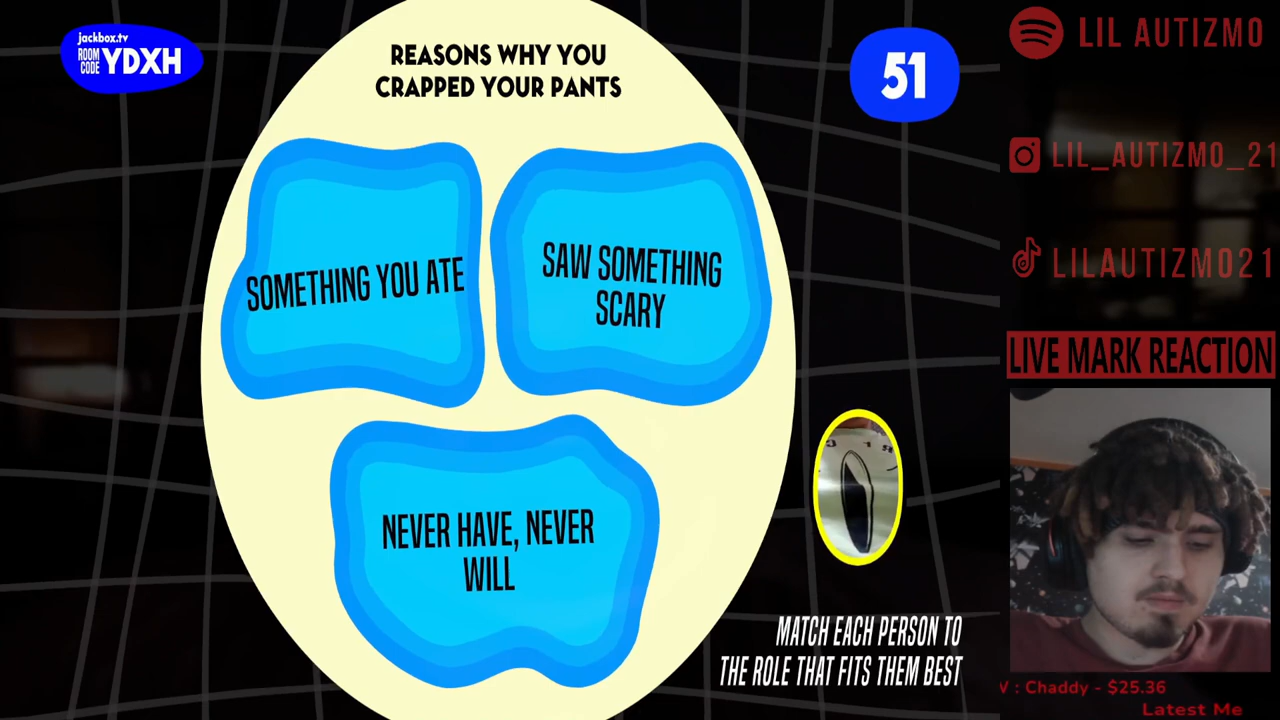 jackbox.tv
ROOM
CODE
YDXH
REASONS WHY YOU
CRAPPED YOUR PANTS
51
SOMETHING YOU ATE
SAW SOMETHING
SCARY
NEVER HAVE, NEVER
WILL
MATCH EACH PERSON TO
THE ROLE THAT FITS THEM BEST
LIL AUTIZMO
LIL_AUTIZMO_21
LILAUTIZMO21
LIVE MARK REACTION
: Chaddy - $25.36
Latest Me